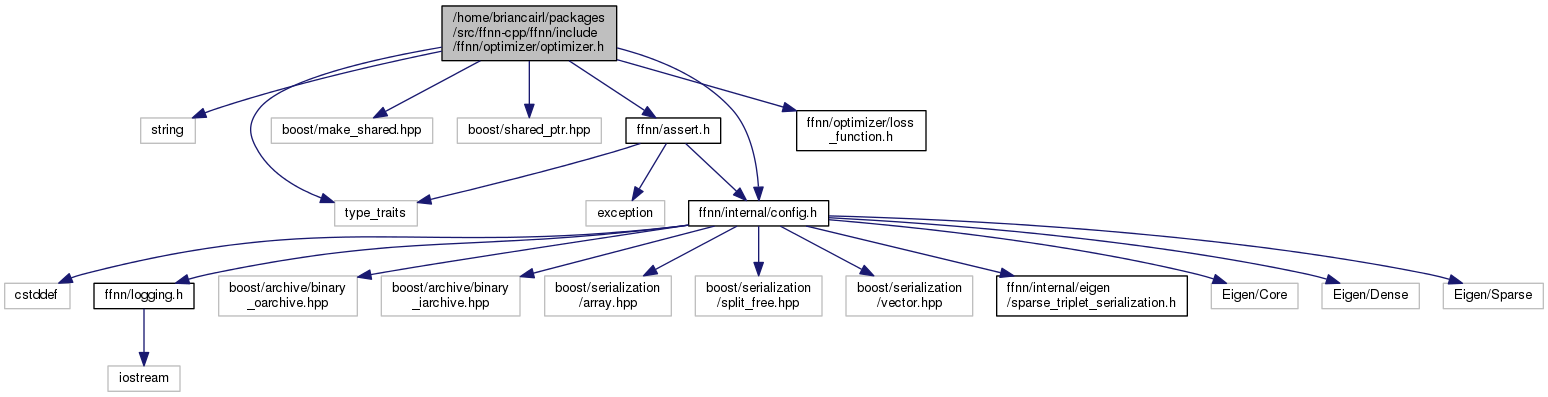 /home/briancairl/packages
/src/ffnn-cpp/ffnn/include
/ffnn/optimizer/optimizer.h
string
boost/make_shared.hpp
boost/shared_ptr.hpp
ffnn/assert.h
ffnn/optimizer/loss
_function.h
type_traits
exception
ffnn/internal/config.h
cstddef
ffnn/logging.h
boost/archive/binary
_oarchive.hpp
boost/archive/binary
_iarchive.hpp
boost/serialization
/array.hpp
boost/serialization
/split_free.hpp
boost/serialization
/vector.hpp
ffnn/internal/eigen
/sparse_triplet_serialization.h
Eigen/Core
Eigen/Dense
Eigen/Sparse
iostream